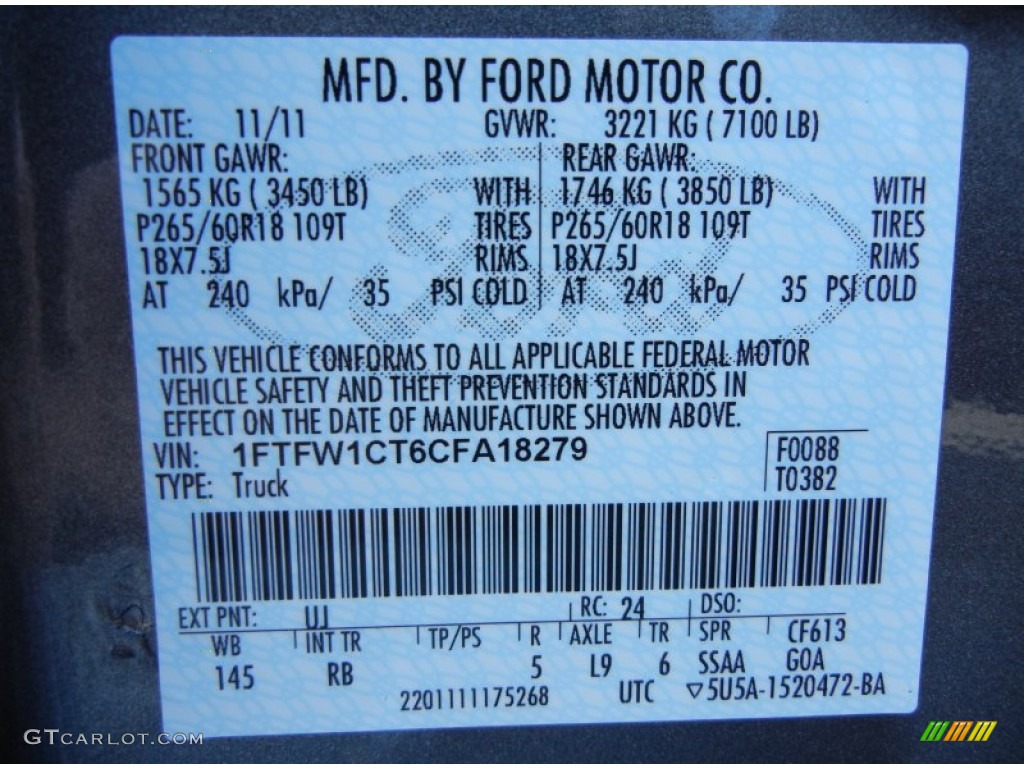 MFD. BY FORD MOTOR CO.
DATE: 11/11 GVWR: 3221 KG ( 7100 LB)
FRONT GAWR: REAR GAWR:
1565 KG ( 3450 LB) WITH 1746 KG ( 3850 LB) WITH
P265/60R18 109T TIRES P265/60R18 109T TIRES
18X7.5J RIMS 18X7.5J RIMS
AT 240 kPa/ 35 PSI COLD AT 240 kPa/ 35 PSI COLD
THIS VEHICLE CONFORMS TO ALL APPLICABLE FEDERAL MOTOR
VEHICLE SAFETY AND THEFT PREVENTION STANDARDS IN
EFFECT ON THE DATE OF MANUFACTURE SHOWN ABOVE.
VIN: 1FTFW1CT6CFA18279 F0088
TYPE: Truck T0382
EXT PNT: UJ RC: 24 DSO:
WB INT TR TP/PS R AXLE TR SPR CF613
145 RB 5 L9 6 SSAA GOA
2201111175268 UTC ▽5U5A-1520472-BA
GTCARLOT.COM
Ford